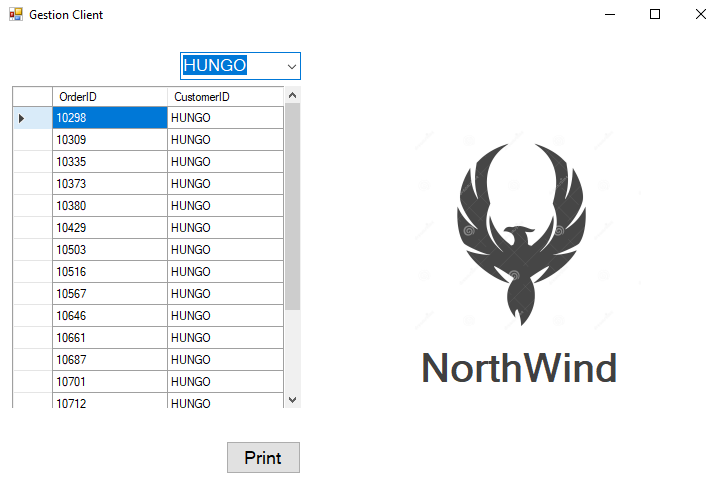 Gestion Client
HUNGO
OrderID CustomerID
10298 HUNGO
10309 HUNGO
10335 HUNGO
10373 HUNGO
10380 HUNGO
10429 HUNGO
10503 HUNGO
10516 HUNGO
10567 HUNGO
10646 HUNGO
10661 HUNGO
10687 HUNGO
10701 HUNGO
10712 HUNGO
NorthWind
Print